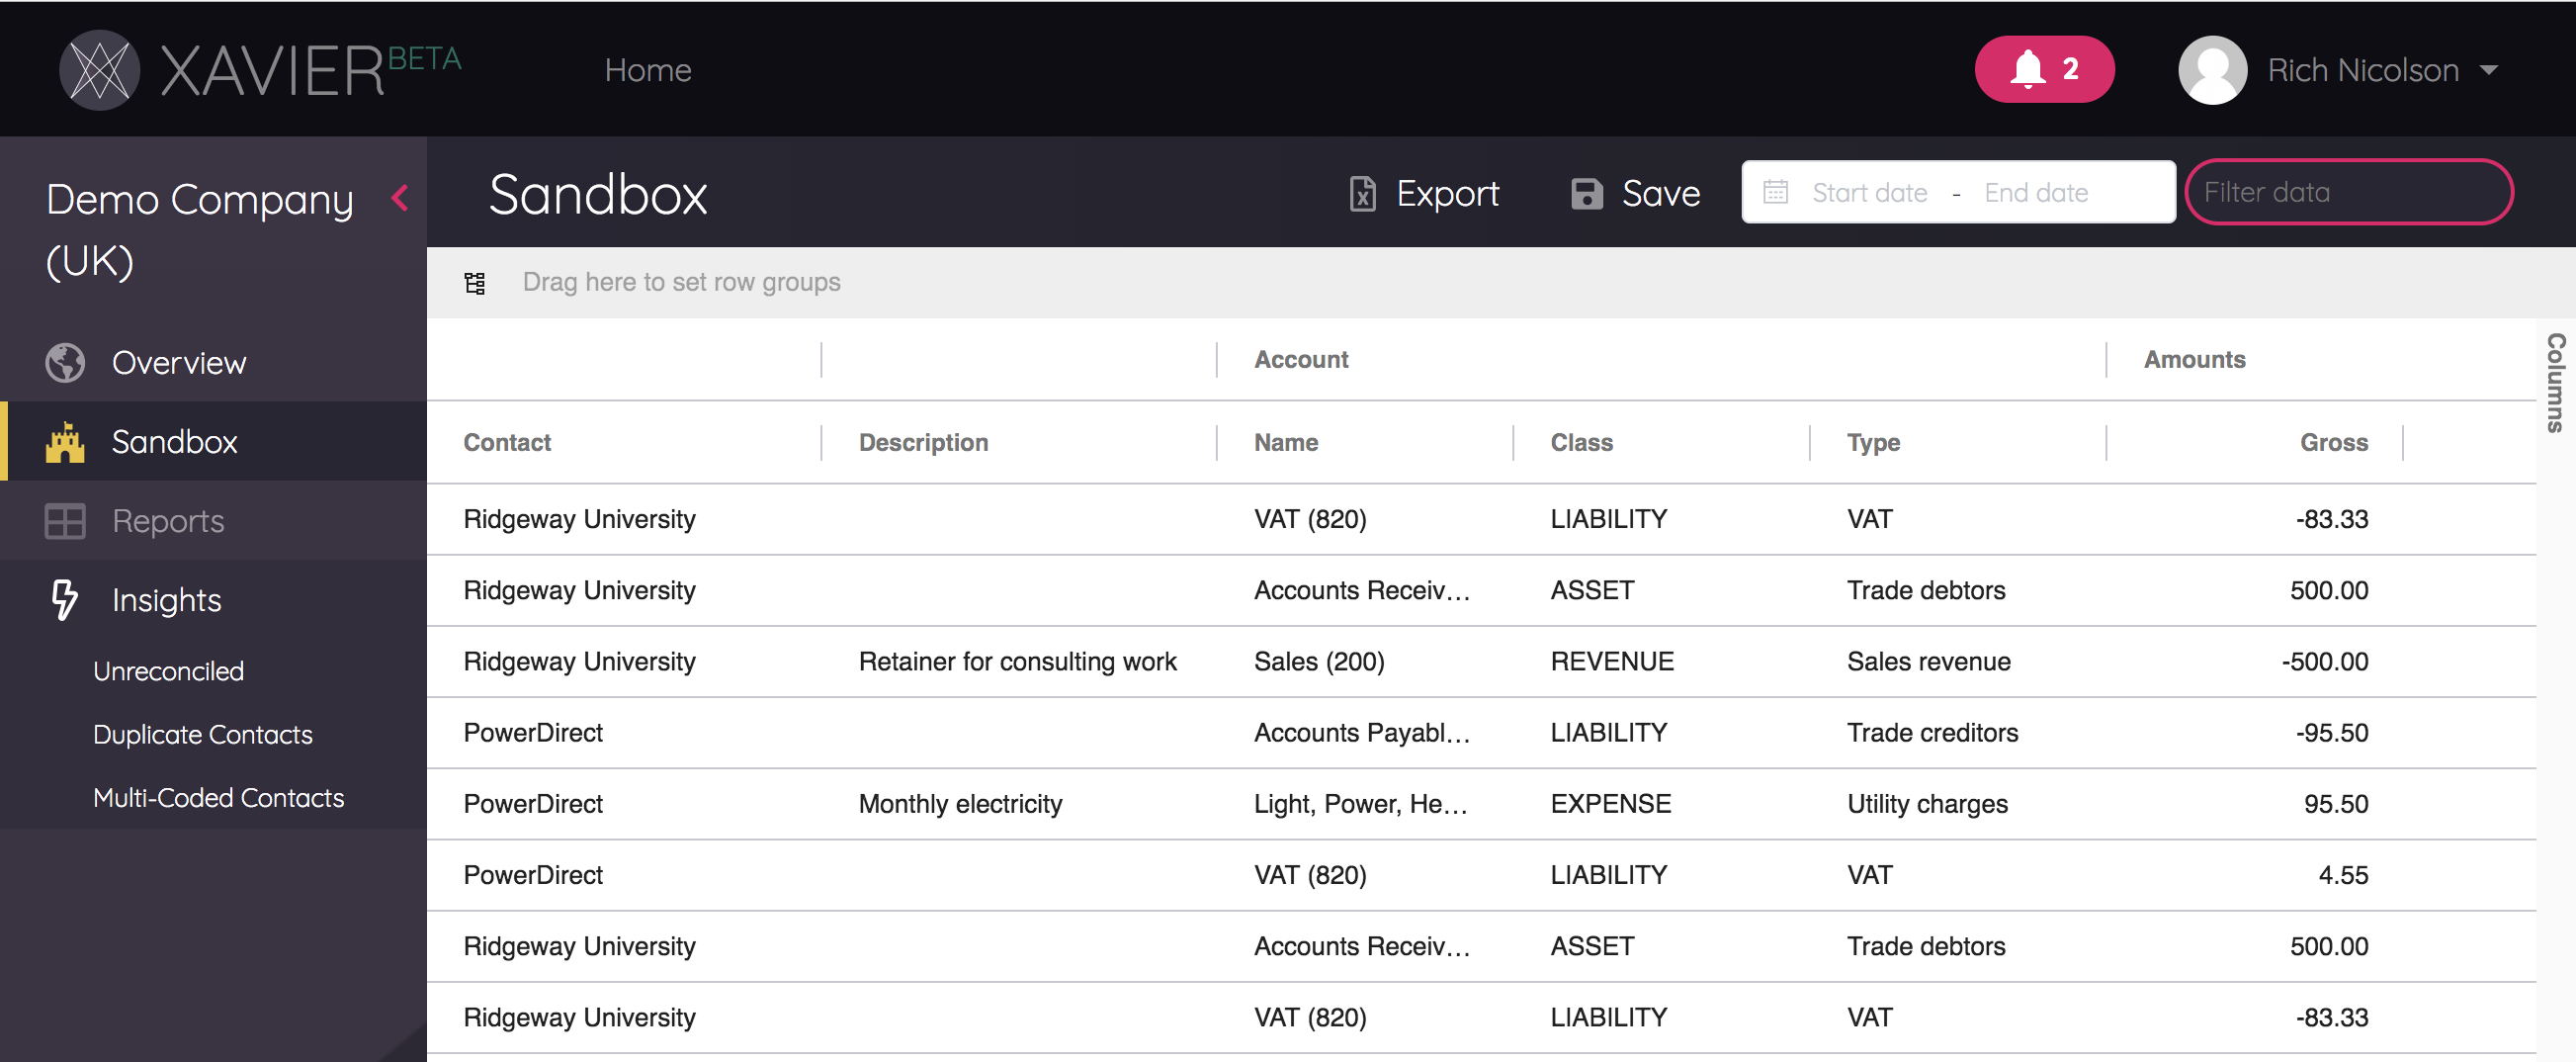 XAVIER BETA Home 2 Rich Nicolson
Demo Company
(UK)
Sandbox Export Save Start date - End date Filter data
Drag here to set row groups
Overview
Sandbox
Reports
Insights
Unreconciled
Duplicate Contacts
Multi-Coded Contacts
Account Amounts
Contact Description Name Class Type Gross
Ridgeway University VAT (820) LIABILITY VAT -83.33
Ridgeway University Accounts Receiv... ASSET Trade debtors 500.00
Ridgeway University Retainer for consulting work Sales (200) REVENUE Sales revenue -500.00
PowerDirect Accounts Payabl... LIABILITY Trade creditors -95.50
PowerDirect Monthly electricity Light, Power, He... EXPENSE Utility charges 95.50
PowerDirect VAT (820) LIABILITY VAT 4.55
Ridgeway University Accounts Receiv... ASSET Trade debtors 500.00
Ridgeway University VAT (820) LIABILITY VAT -83.33
Columns